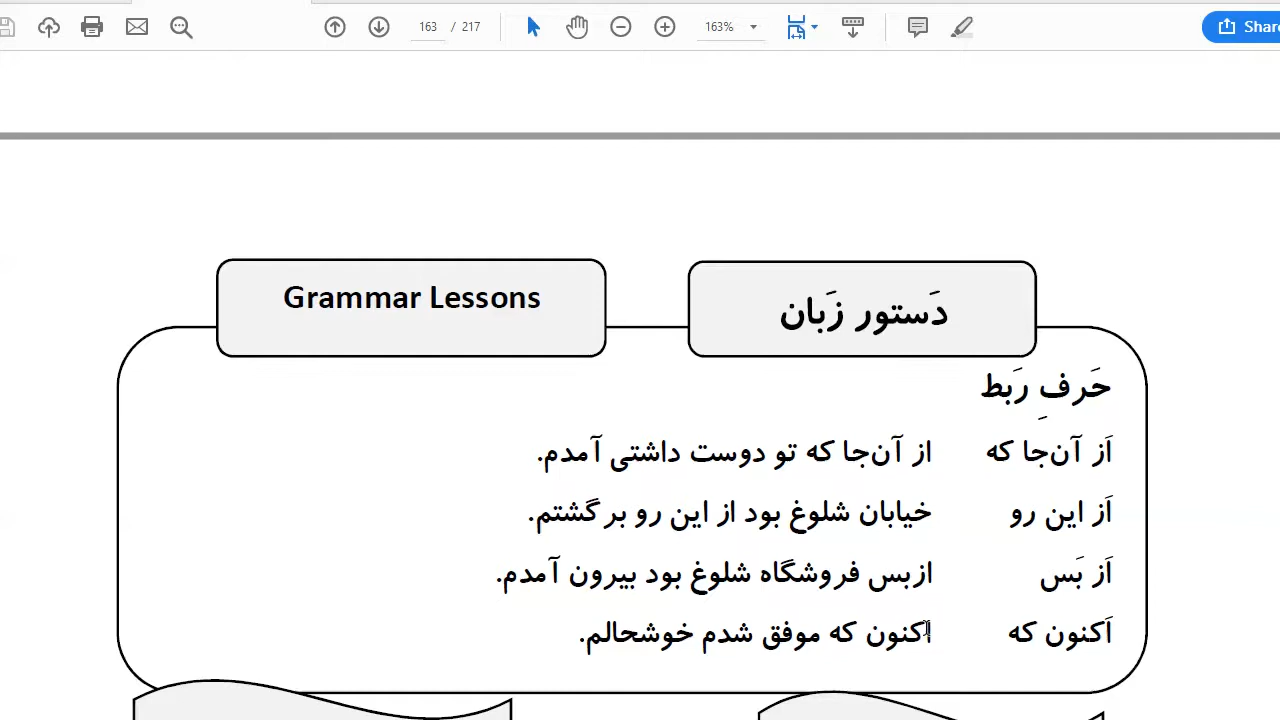 163 / 217 163% Share
Grammar Lessons
دَستور زَبان
حَرفِ رَبط
اَز آن‌جا که از آن‌جا که تو دوست داشتی آمدم.
اَز این رو خیابان شلوغ بود از این رو برگشتم.
اَز بَس ازبس فروشگاه شلوغ بود بیرون آمدم.
اَکنون که اکنون که موفق شدم خوشحالم.